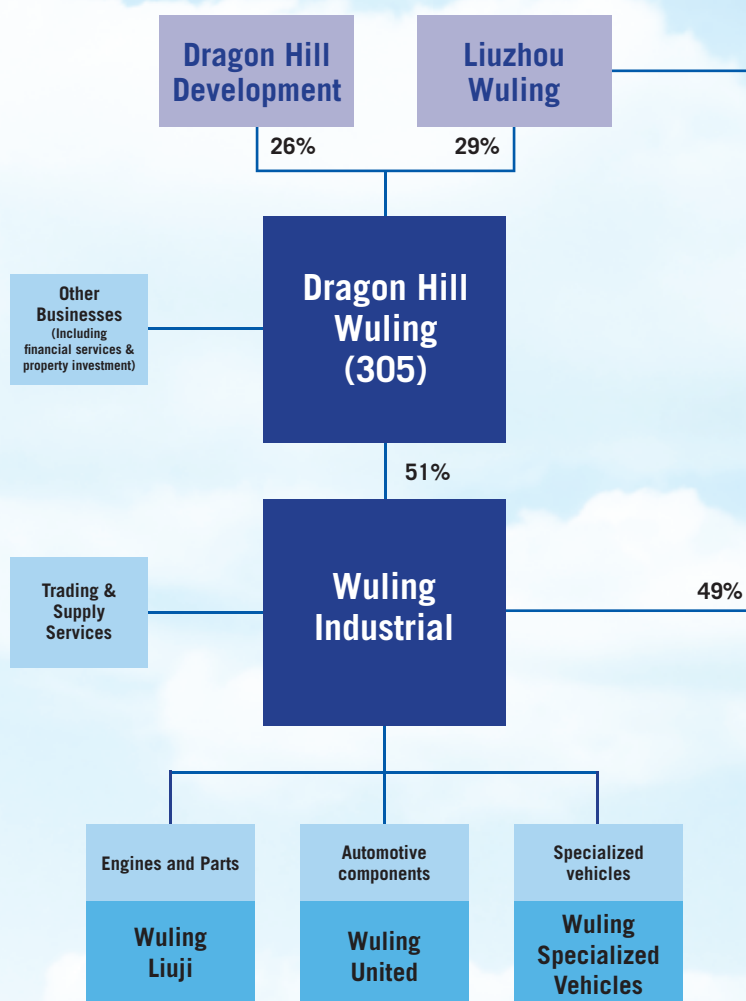 Dragon Hill
Development
Liuzhou
Wuling
26%
29%
Other
Businesses
(Including
financial services &
property investment)
Dragon Hill
Wuling
(305)
51%
Trading &
Supply
Services
Wuling
Industrial
49%
Engines and Parts
Automotive
components
Specialized
vehicles
Wuling
Liuji
Wuling
United
Wuling
Specialized
Vehicles